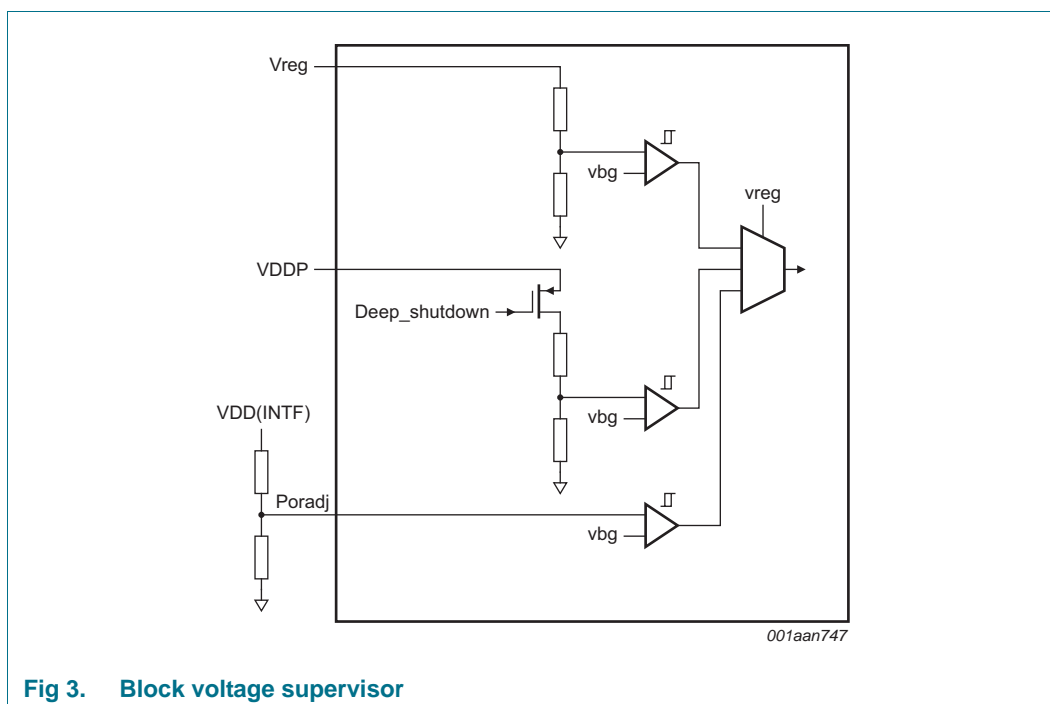 Vreg
vbg
vreg
VDDP
Deep_shutdown
vbg
VDD(INTF)
Poradj
vbg
001aan747
Fig 3. Block voltage supervisor